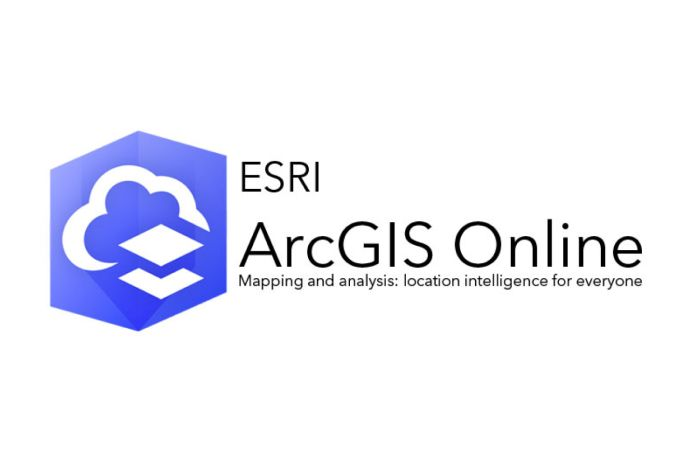 ESRI
ArcGIS Online
Mapping and analysis: location intelligence for everyone